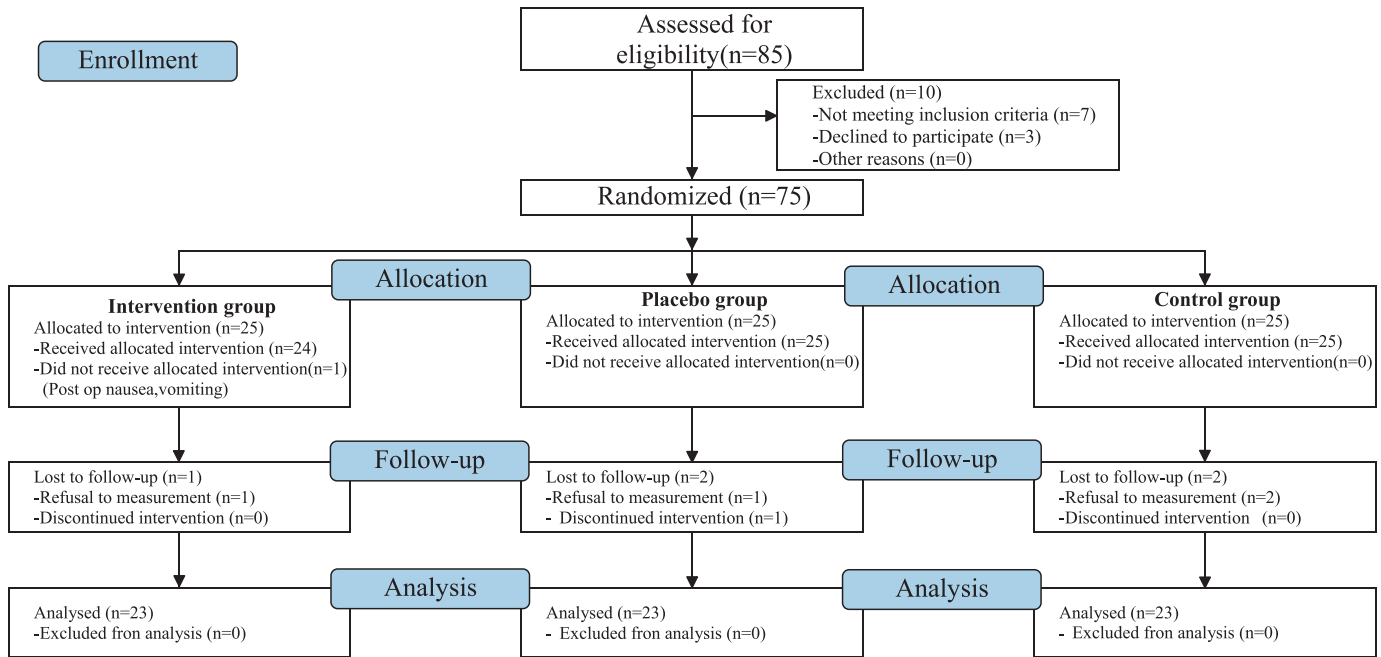 Enrollment
Assessed for
eligibility(n=85)
Excluded (n=10)
-Not meeting inclusion criteria (n=7)
-Declined to participate (n=3)
-Other reasons (n=0)
Randomized (n=75)
Allocation
Allocation
Intervention group
Allocated to intervention (n=25)
-Received allocated intervention (n=24)
-Did not receive allocated intervention(n=1)
(Post op nausea,vomiting)
Placebo group
Allocated to intervention (n=25)
-Received allocated intervention (n=25)
-Did not receive allocated intervention(n=0)
Control group
Allocated to intervention (n=25)
-Received allocated intervention (n=25)
-Did not receive allocated intervention(n=0)
Follow-up
Follow-up
Lost to follow-up (n=1)
-Refusal to measurement (n=1)
-Discontinued intervention (n=0)
Lost to follow-up (n=2)
-Refusal to measurement (n=1)
- Discontinued intervention (n=1)
Lost to follow-up (n=2)
-Refusal to measurement (n=2)
-Discontinued intervention (n=0)
Analysis
Analysis
Analysed (n=23)
-Excluded fron analysis (n=0)
Analysed (n=23)
- Excluded fron analysis (n=0)
Analysed (n=23)
- Excluded fron analysis (n=0)